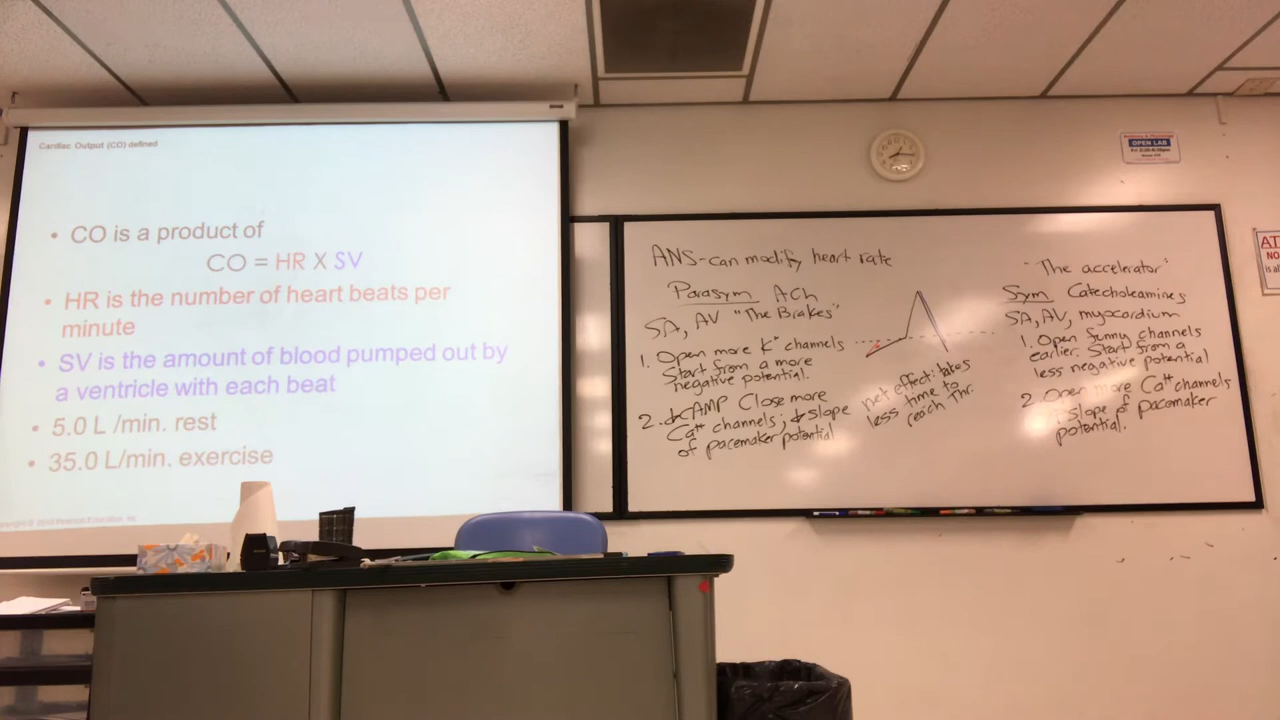 Cardiac Output (CO) defined
• CO is a product of
CO = HR X SV
• HR is the number of heart beats per
minute
• SV is the amount of blood pumped out by
a ventricle with each beat
• 5.0 L /min. rest
• 35.0 L/min. exercise
ANS-can modify heart rate
Parasym ACh
SA, AV "The Brakes"
1. Open more K⁺ channels
Start from a more
negative potential.
2. ↓cAMP Close more
Ca⁺⁺ channels; ↓ slope
of pacemaker potential
net effect: takes
less time to
reach Thr.
"The accelerator"
Sym Catecholeamines
SA, AV, myocardium
1. Open funny channels
earlier. Start from a
less negative potential
2. Open more Ca⁺⁺ channels
↑ Slope of pacemaker
potential.
OPEN LAB
AT
NO